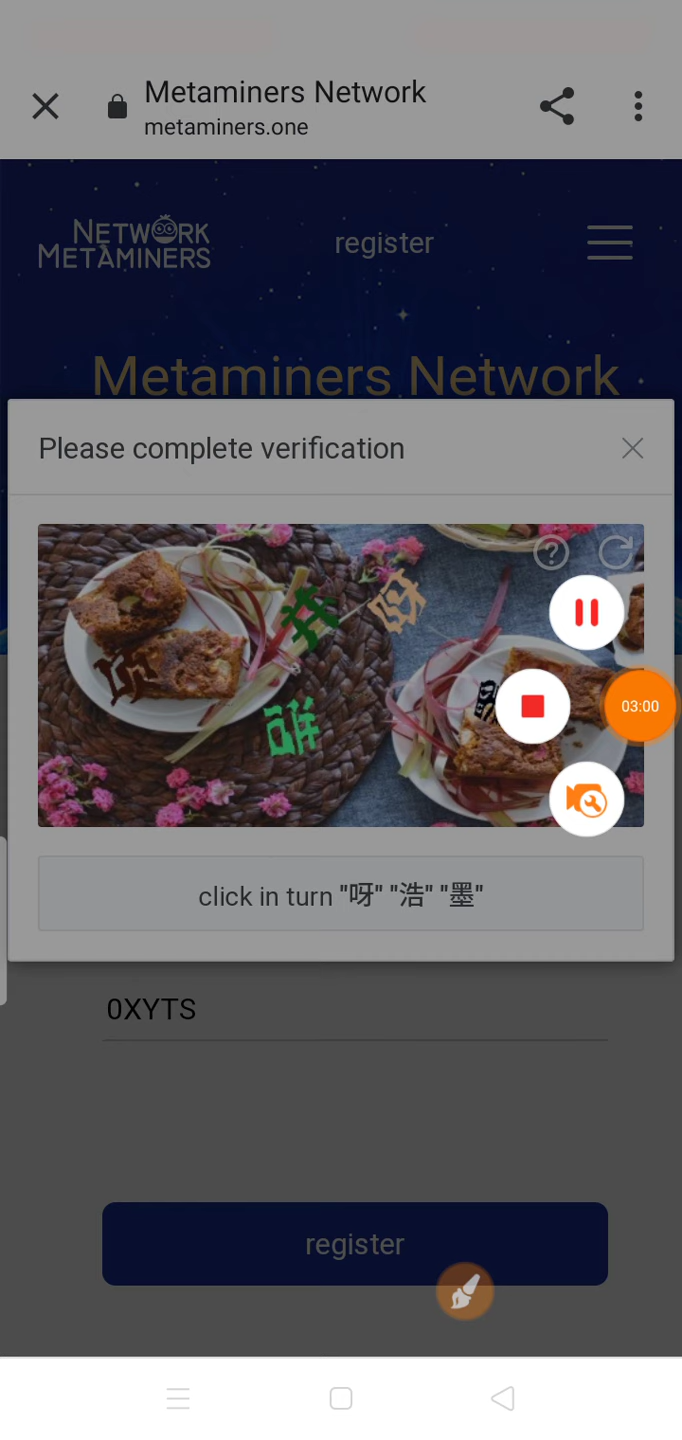 Metaminers Network
metaminers.one
NETWORK
METAMINERS
register
Metaminers Network
Please complete verification
03:00
click in turn "呀" "浩" "墨"
0XYTS
register